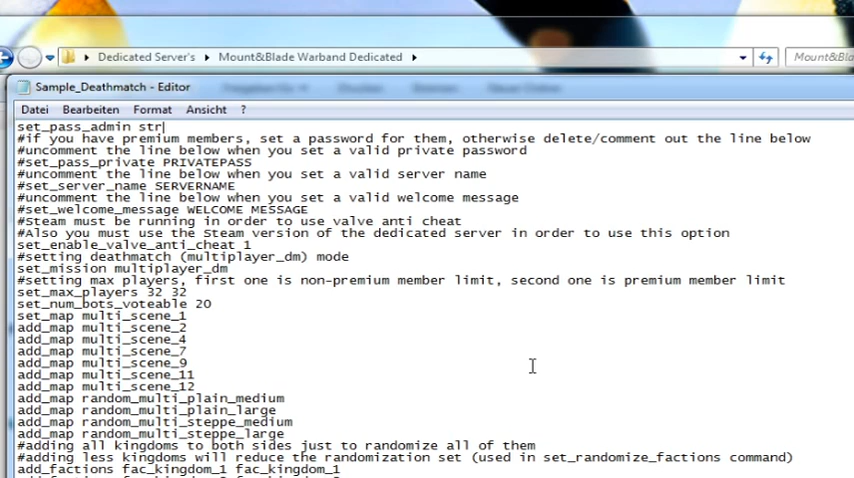 Dedicated Server's Mount&Blade Warband Dedicated Mount&Bla
Sample_Deathmatch - Editor
Datei Bearbeiten Format Ansicht ?
set_pass_admin str
#if you have premium members, set a password for them, otherwise delete/comment out the line below
#uncomment the line below when you set a valid private password
#set_pass_private PRIVATEPASS
#uncomment the line below when you set a valid server name
#set_server_name SERVERNAME
#uncomment the line below when you set a valid welcome message
#set_welcome_message WELCOME MESSAGE
#Steam must be running in order to use valve anti cheat
#Also you must use the Steam version of the dedicated server in order to use this option
set_enable_valve_anti_cheat 1
#setting deathmatch (multiplayer_dm) mode
set_mission multiplayer_dm
#setting max players, first one is non-premium member limit, second one is premium member limit
set_max_players 32 32
set_num_bots_voteable 20
set_map multi_scene_1
add_map multi_scene_2
add_map multi_scene_4
add_map multi_scene_7
add_map multi_scene_9
add_map multi_scene_11
add_map multi_scene_12
add_map random_multi_plain_medium
add_map random_multi_plain_large
add_map random_multi_steppe_medium
add_map random_multi_steppe_large
#adding all kingdoms to both sides just to randomize all of them
#adding less kingdoms will reduce the randomization set (used in set_randomize_factions command)
add_factions fac_kingdom_1 fac_kingdom_1